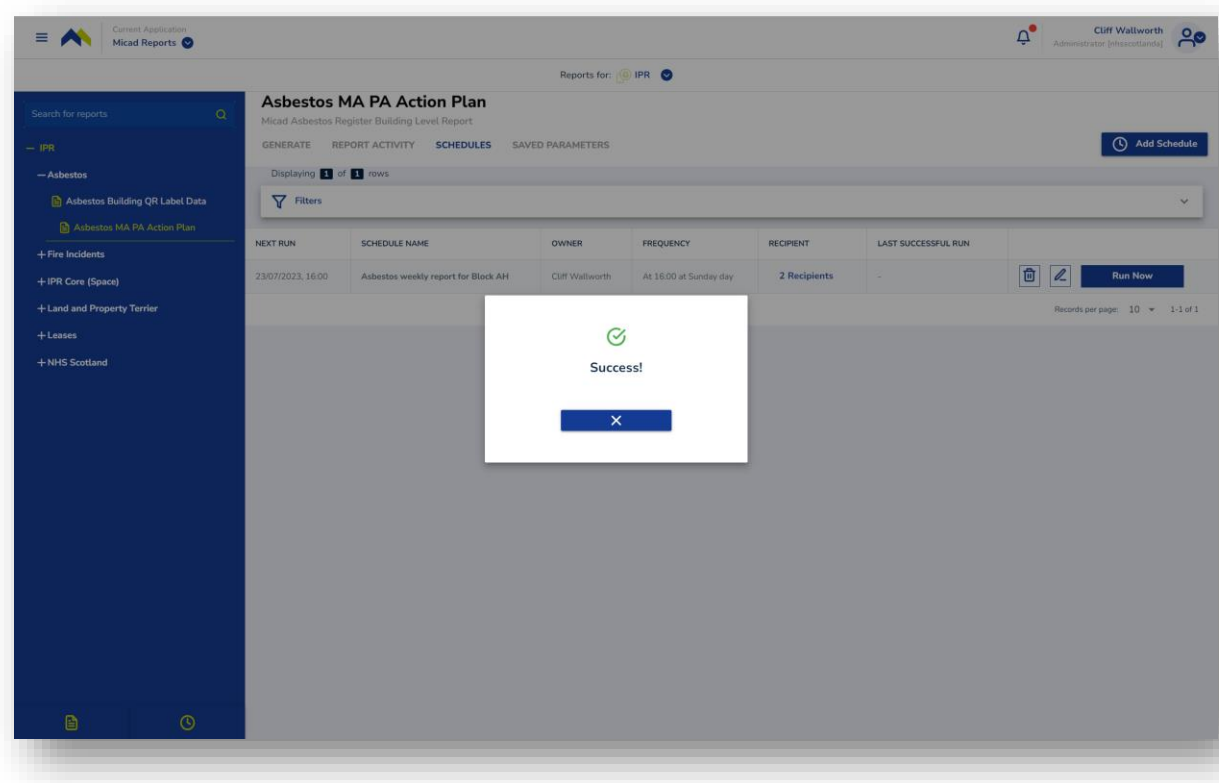 Current Application
Micad Reports
Cliff Wallworth
Administrator [nhsscotlanda]
Reports for: IPR
Search for reports
IPR
Asbestos
Asbestos Building QR Label Data
Asbestos MA PA Action Plan
Fire Incidents
IPR Core (Space)
Land and Property Terrier
Leases
NHS Scotland
Asbestos MA PA Action Plan
Micad Asbestos Register Building Level Report
GENERATE REPORT ACTIVITY SCHEDULES SAVED PARAMETERS
Add Schedule
Displaying 1 of 1 rows
Filters
NEXT RUN SCHEDULE NAME OWNER FREQUENCY RECIPIENT LAST SUCCESSFUL RUN
23/07/2023, 16:00 Asbestos weekly report for Block AH Cliff Wallworth At 16:00 at Sunday day 2 Recipients - Run Now
Records per page: 10 1-1 of 1
Success!